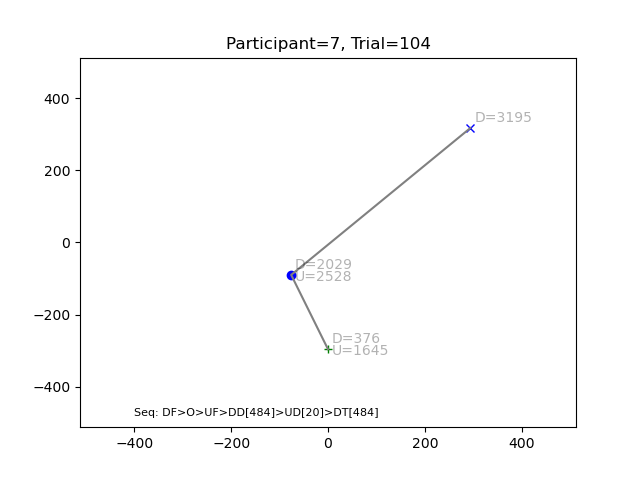 Participant=7, Trial=104
400
200
0
−200
−400
D=3195
D=2029
U=2528
D=376
U=1645
Seq: DF>O>UF>DD[484]>UD[20]>DT[484]
−400
−200
0
200
400